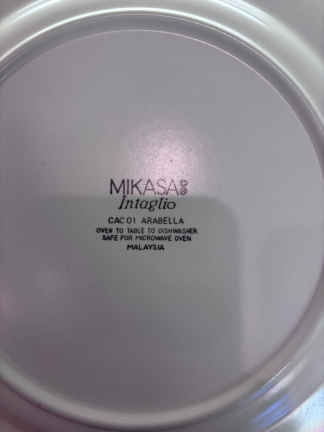 MIKASA
Intaglio
CAC01 ARABELLA
OVEN TO TABLE TO DISHWASHER
SAFE FOR MICROWAVE OVEN
MALAYSIA